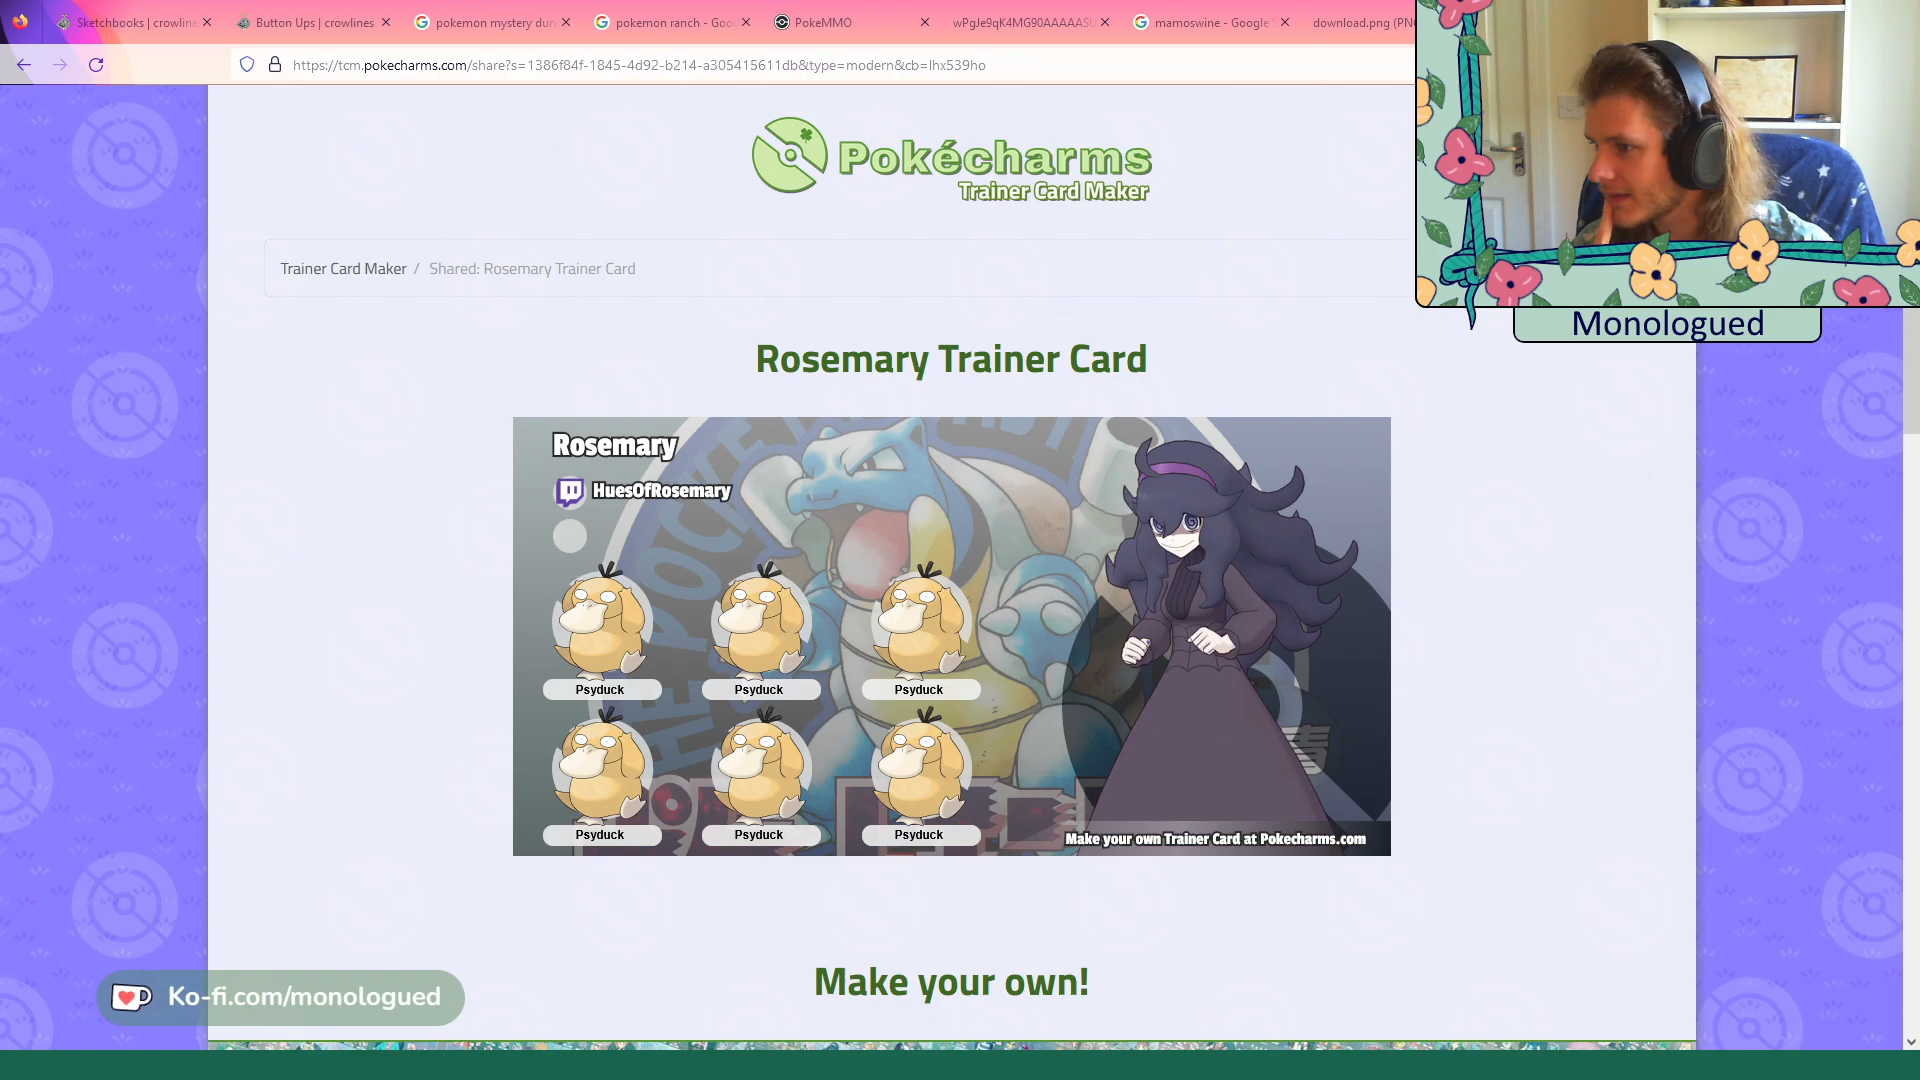 Sketchbooks | crowline
Button Ups | crowlines
pokemon mystery dun
pokemon ranch - Goo
PokeMMO
wPgJe9qK4MG90AAAAASU
mamoswine - Google S
download.png (PN
https://tcm.pokecharms.com/share?s=1386f84f-1845-4d92-b214-a305415611db&type=modern&cb=lhx539ho
Pokécharms
Trainer Card Maker
Trainer Card Maker / Shared: Rosemary Trainer Card
Monologued
Rosemary Trainer Card
Rosemary
HuesOfRosemary
Psyduck Psyduck Psyduck
Psyduck Psyduck Psyduck
Make your own Trainer Card at Pokecharms.com
Make your own!
Ko-fi.com/monologued